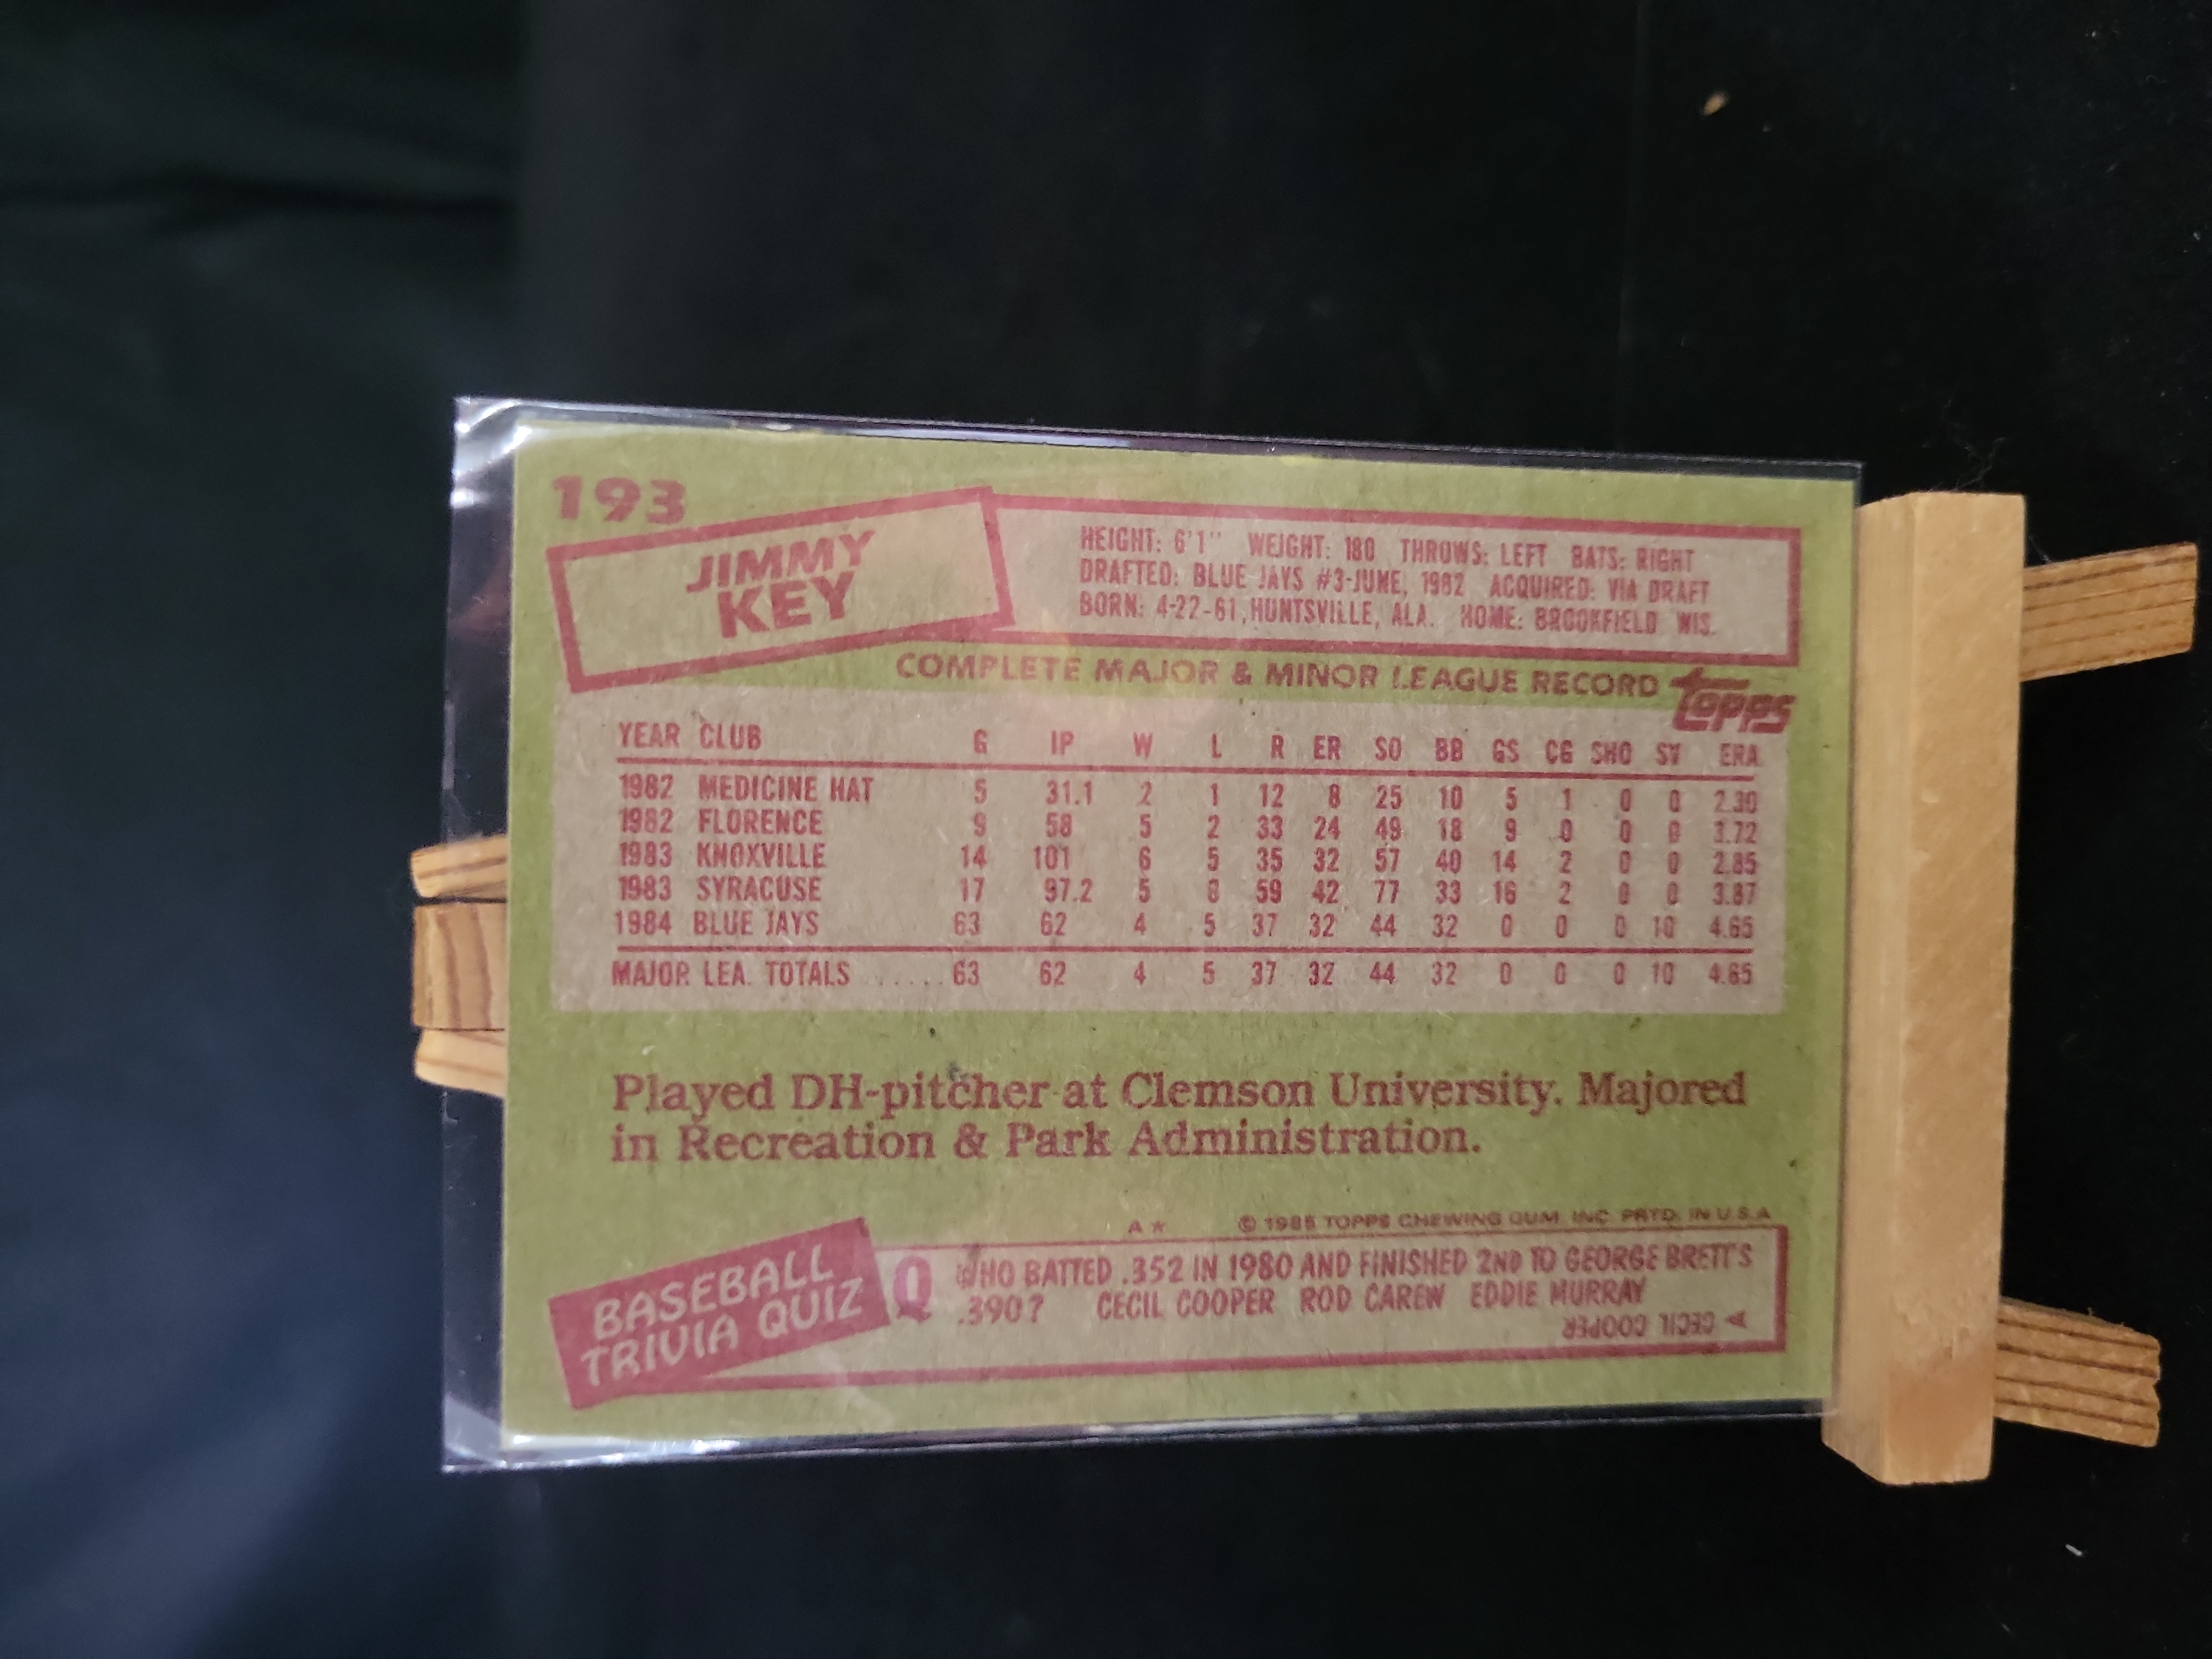 193
JIMMY
KEY
HEIGHT: 6'1" WEIGHT: 180 THROWS: LEFT BATS: RIGHT
DRAFTED: BLUE JAYS #3-JUNE, 1982 ACQUIRED: VIA DRAFT
BORN: 4-22-61, HUNTSVILLE, ALA. HOME: BROOKFIELD WIS.
COMPLETE MAJOR & MINOR LEAGUE RECORD
TOPPS
YEAR CLUB G IP W L R ER SO BB GS CG SHO SV ERA
1982 MEDICINE HAT 5 31.1 2 1 12 8 25 10 5 1 0 0 2.30
1982 FLORENCE 9 58 5 2 33 24 49 18 9 0 0 0 3.72
1983 KNOXVILLE 14 101 6 5 35 32 57 40 14 2 0 0 2.85
1983 SYRACUSE 17 97.2 5 8 59 42 77 33 16 2 0 0 3.87
1984 BLUE JAYS 63 62 4 5 37 32 44 32 0 0 0 10 4.65
MAJOR LEA. TOTALS ...... 63 62 4 5 37 32 44 32 0 0 0 10 4.65
Played DH-pitcher at Clemson University. Majored
in Recreation & Park Administration.
A* © 1985 TOPPS CHEWING GUM, INC. PRTD. IN U.S.A.
BASEBALL
TRIVIA QUIZ
Q WHO BATTED .352 IN 1980 AND FINISHED 2ND TO GEORGE BRETT'S
.390? CECIL COOPER ROD CAREW EDDIE MURRAY
CECIL COOPER